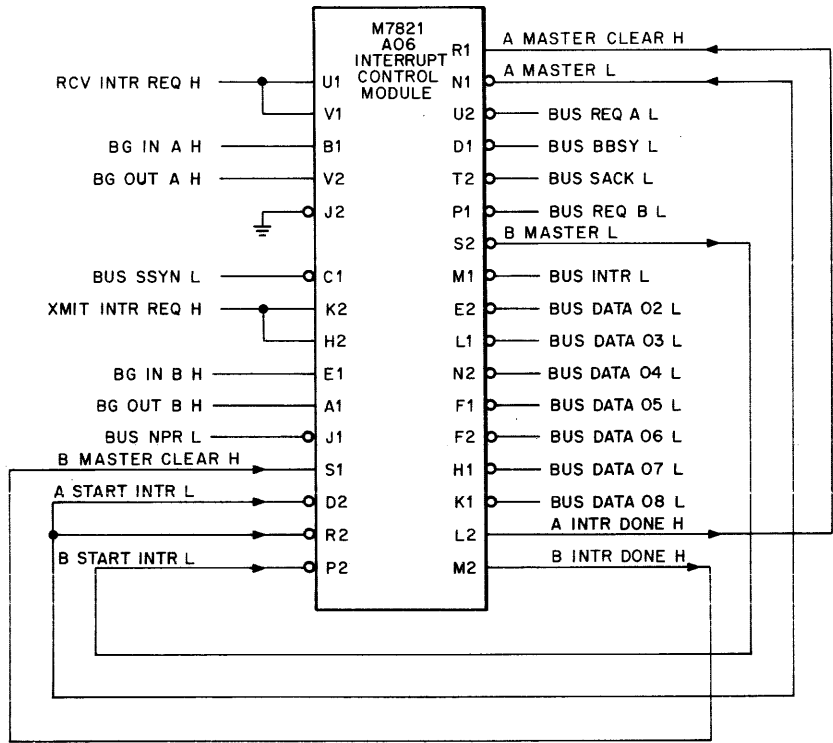 M7821
A06
INTERRUPT
CONTROL
MODULE
RCV INTR REQ H
U1
V1
BG IN A H
B1
BG OUT A H
V2
J2
BUS SSYN L
C1
XMIT INTR REQ H
K2
H2
BG IN B H
E1
BG OUT B H
A1
BUS NPR L
J1
B MASTER CLEAR H
S1
A START INTR L
D2
R2
B START INTR L
P2
R1
A MASTER CLEAR H
N1
A MASTER L
U2
BUS REQ A L
D1
BUS BBSY L
T2
BUS SACK L
P1
BUS REQ B L
S2
B MASTER L
M1
BUS INTR L
E2
BUS DATA 02 L
L1
BUS DATA 03 L
N2
BUS DATA 04 L
F1
BUS DATA 05 L
F2
BUS DATA 06 L
H1
BUS DATA 07 L
K1
BUS DATA 08 L
L2
A INTR DONE H
M2
B INTR DONE H